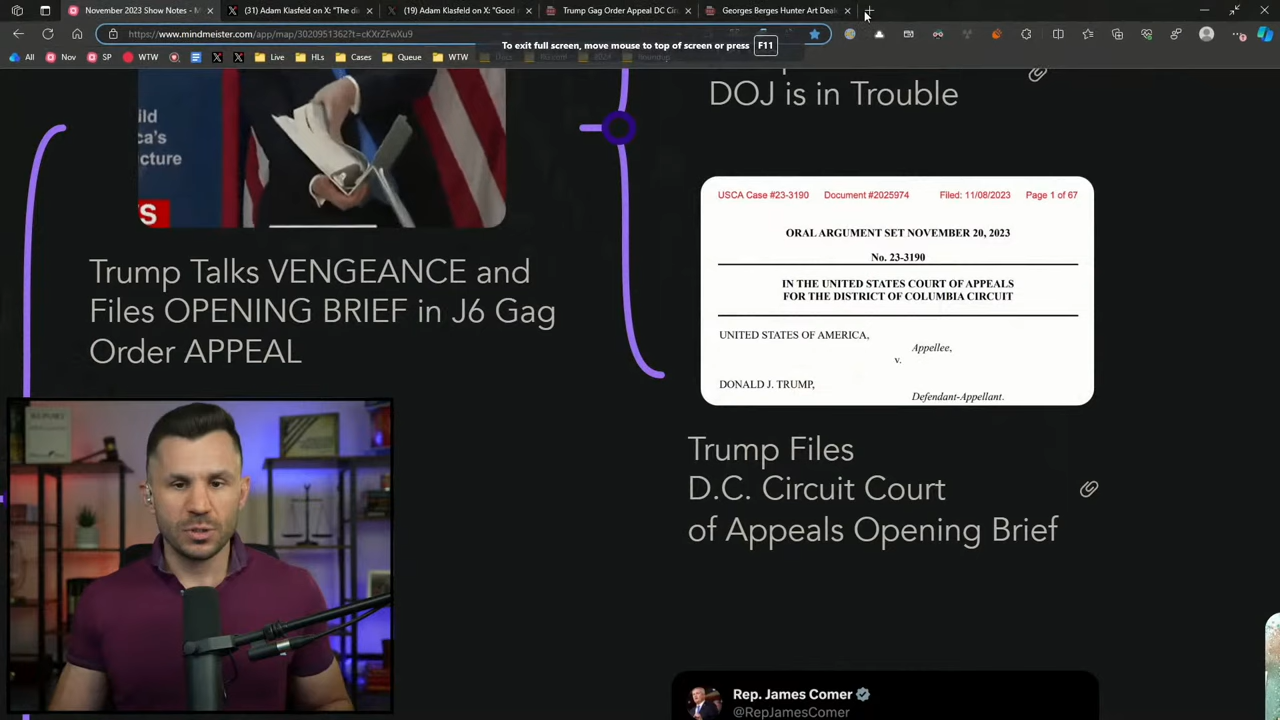 November 2023 Show Notes - M
(31) Adam Klasfeld on X: "The di
(19) Adam Klasfeld on X: "Good
Trump Gag Order Appeal DC Cir
Georges Berges Hunter Art Deal
https://www.mindmeister.com/app/map/3020951362?t=cKXrZFwXu9
To exit full screen, move mouse to top of screen or press F11
All
Nov
SP
WTW
Live
HLs
Cases
Queue
WTW
ild
ca's
cture
S
DOJ is in Trouble
USCA Case #23-3190 Document #2025974 Filed: 11/08/2023 Page 1 of 67
ORAL ARGUMENT SET NOVEMBER 20, 2023
No. 23-3190
IN THE UNITED STATES COURT OF APPEALS
FOR THE DISTRICT OF COLUMBIA CIRCUIT
UNITED STATES OF AMERICA,
Appellee,
v.
DONALD J. TRUMP,
Defendant-Appellant.
Trump Talks VENGEANCE and
Files OPENING BRIEF in J6 Gag
Order APPEAL
Trump Files
D.C. Circuit Court
of Appeals Opening Brief
Rep. James Comer
@RepJamesComer